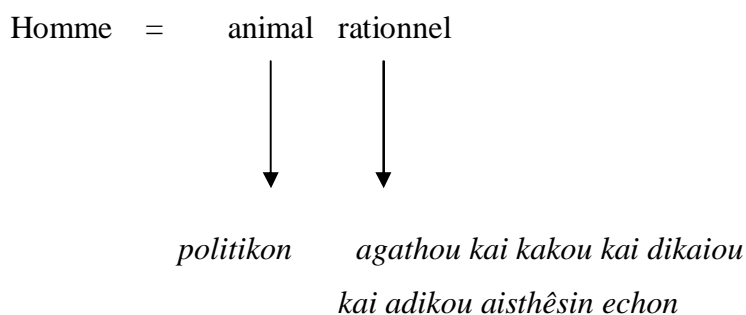 Homme = animal rationnel
politikon agathou kai kakou kai dikaiou
kai adikou aisthêsin echon